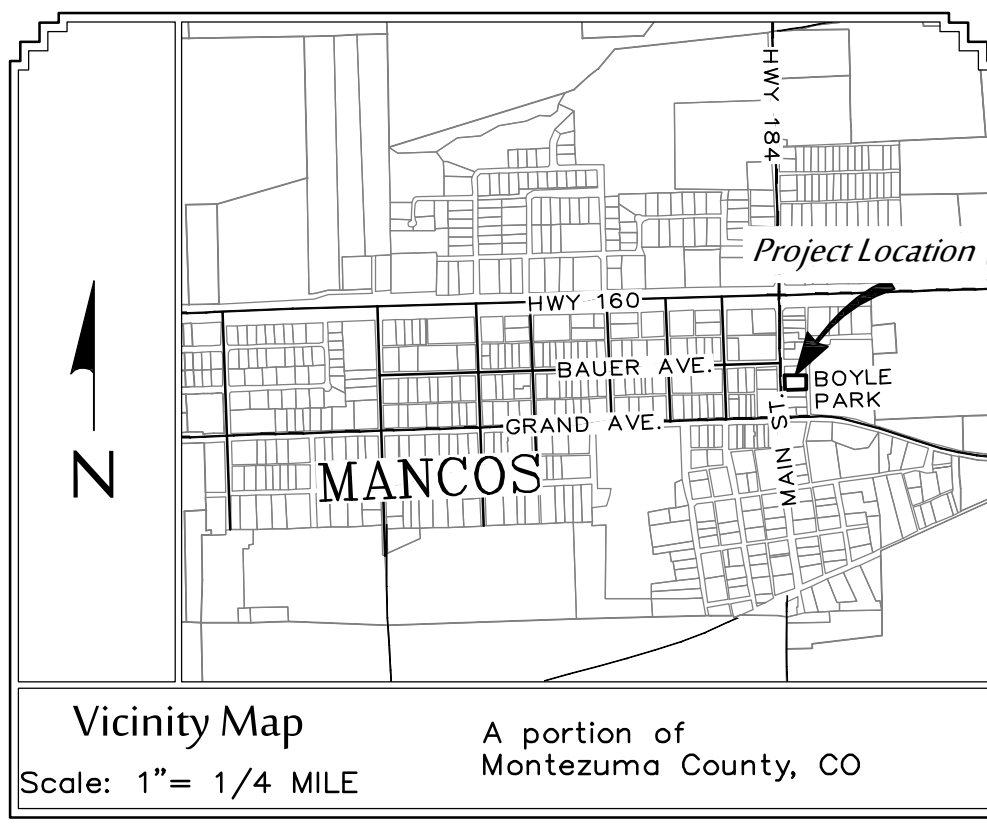 HWY 184
Project Location
HWY 160
BAUER AVE.
BOYLE
PARK
GRAND AVE.
MAIN ST.
MANCOS
N
Vicinity Map
Scale: 1”= 1/4 MILE
A portion of
Montezuma County, CO